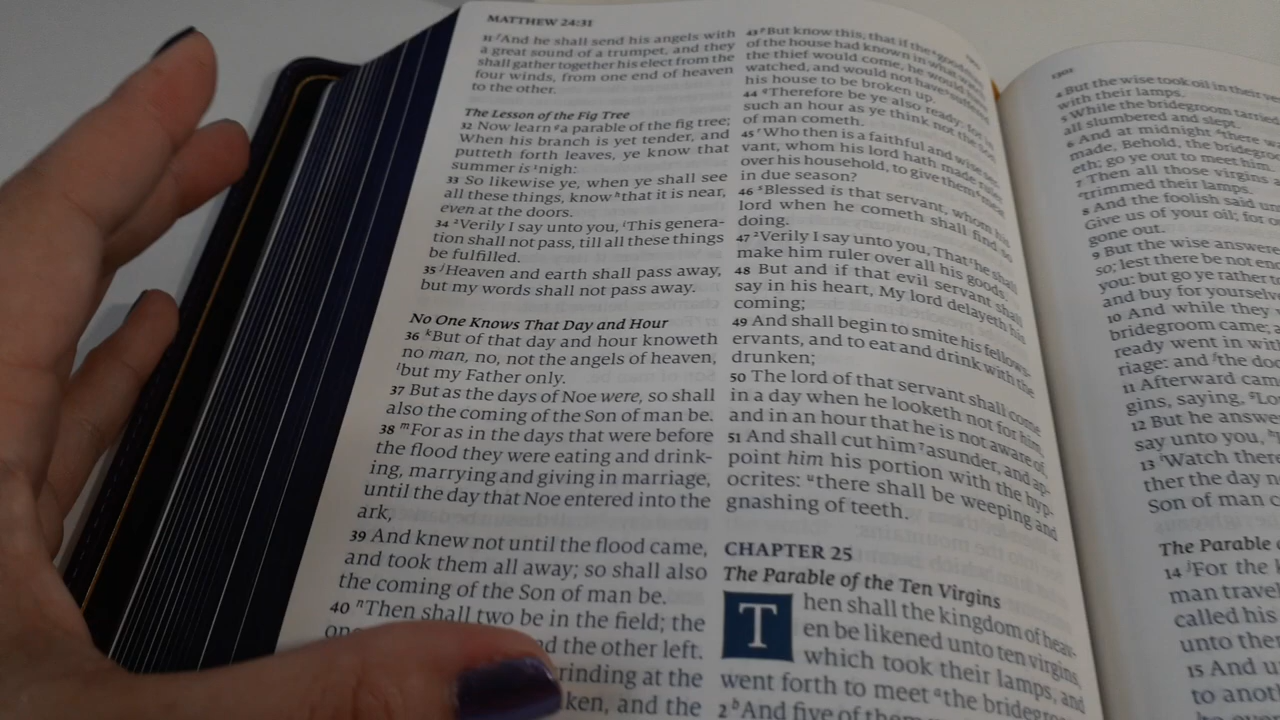 MATTHEW 24:31
31 ᶠAnd he shall send his angels with
a great sound of a trumpet, and they
shall gather together his elect from the
four winds, from one end of heaven
to the other.
The Lesson of the Fig Tree
32 Now learn ᵍa parable of the fig tree;
When his branch is yet tender, and
putteth forth leaves, ye know that
summer is ¹nigh:
33 So likewise ye, when ye shall see
all these things, know ʰthat it is near,
even at the doors.
34 ²Verily I say unto you, ⁱThis genera-
tion shall not pass, till all these things
be fulfilled.
35 ʲHeaven and earth shall pass away,
but my words shall not pass away.
No One Knows That Day and Hour
36 ᵏBut of that day and hour knoweth
no man, no, not the angels of heaven,
ˡbut my Father only.
37 But as the days of Noe were, so shall
also the coming of the Son of man be.
38 ᵐFor as in the days that were before
the flood they were eating and drink-
ing, marrying and giving in marriage,
until the day that Noe entered into the
ark,
39 And knew not until the flood came,
and took them all away; so shall also
the coming of the Son of man be.
40 ⁿThen shall two be in the field; the
d the other left.
rinding at the
ken, and the
43 ᵖBut know this, that if the
of the house had known in what
the thief would come, he would
watched, and would not have
his house to be broken up.
44 ᵠTherefore be ye also ready: for in
such an hour as ye think not the Son
of man cometh.
45 ʳWho then is a faithful and wise ser-
vant, whom his lord hath made ruler
over his household, to give them
in due season?
46 ˢBlessed is that servant, whom his
lord when he cometh shall find so
doing.
47 ²Verily I say unto you, That ᵗhe shall
make him ruler over all his goods.
48 But and if that evil servant shall
say in his heart, My lord delayeth his
coming;
49 And shall begin to smite his fellows-
ervants, and to eat and drink with the
drunken;
50 The lord of that servant shall come
in a day when he looketh not for him,
and in an hour that he is not aware of,
51 And shall cut him ⁷asunder, and ap-
point him his portion with the hyp-
ocrites: ᵘthere shall be weeping and
gnashing of teeth.
CHAPTER 25
The Parable of the Ten Virgins
Then shall the kingdom of heav-
en be likened unto ten virgins,
which took their lamps, and
went forth to meet ᵃthe bridegro
2 ᵇAnd five of them
1301
4 But the wise took oil in their ve
with their lamps.
5 While the bridegroom tarried,
all slumbered and slept.
6 And at midnight ᵈthere wa
made, Behold, the bridegroo
eth; go ye out to meet him.
7 Then all those virgins a
ᵉtrimmed their lamps.
8 And the foolish said un
Give us of your oil; for o
gone out.
9 But the wise answere
so; lest there be not en
you: but go ye rather t
and buy for yourselv
10 And while they
bridegroom came; a
ready went in with
riage: and ᶠthe doo
11 Afterward cam
gins, saying, ᵍLo
12 But he answe
say unto you, ʰ
13 ⁱWatch there
ther the day n
Son of man c
The Parable
14 ʲFor the k
man travel
called his
unto then
15 And u
to anot